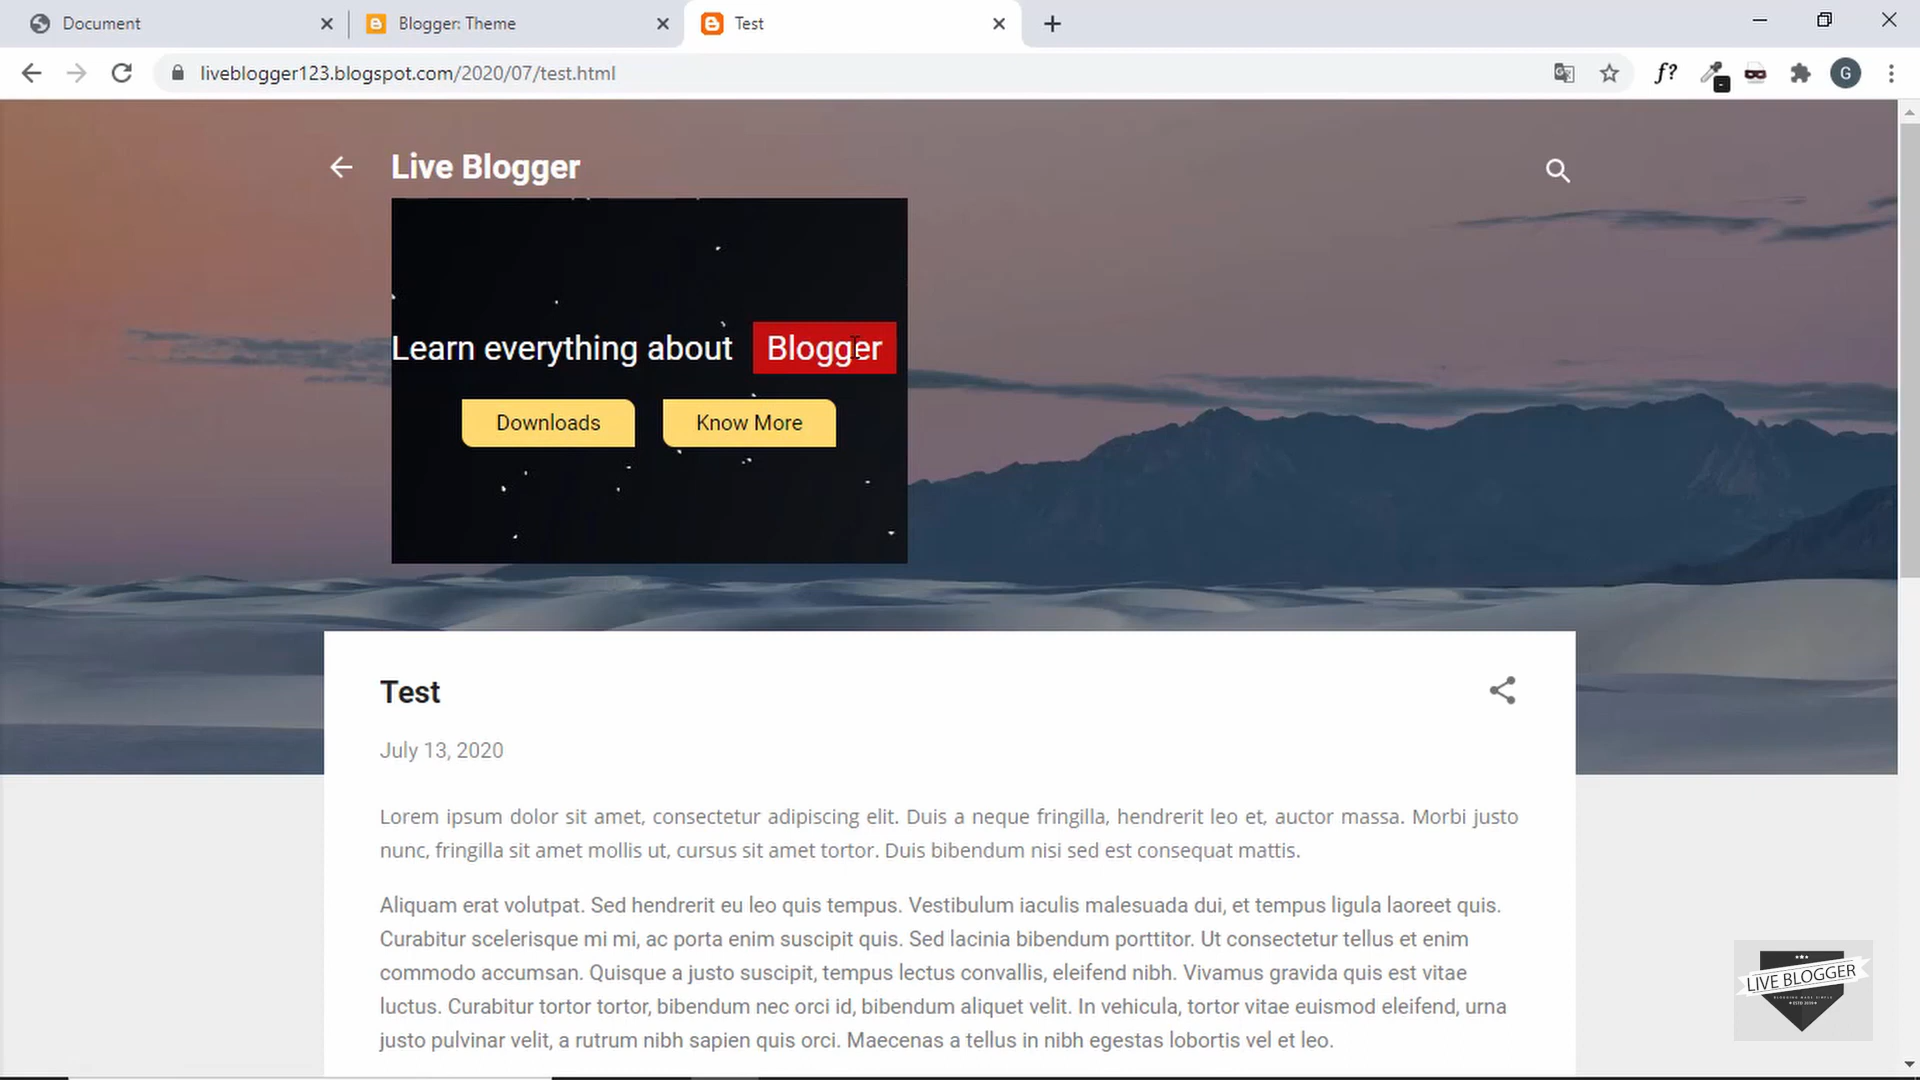 Document
Blogger: Theme
Test
liveblogger123.blogspot.com/2020/07/test.html
f?
G
Live Blogger
Learn everything about Blogger
Downloads
Know More
Test
July 13, 2020
Lorem ipsum dolor sit amet, consectetur adipiscing elit. Duis a neque fringilla, hendrerit leo et, auctor massa. Morbi justo
nunc, fringilla sit amet mollis ut, cursus sit amet tortor. Duis bibendum nisi sed est consequat mattis.
Aliquam erat volutpat. Sed hendrerit eu leo quis tempus. Vestibulum iaculis malesuada dui, et tempus ligula laoreet quis.
Curabitur scelerisque mi mi, ac porta enim suscipit quis. Sed lacinia bibendum porttitor. Ut consectetur tellus et enim
commodo accumsan. Quisque a justo suscipit, tempus lectus convallis, eleifend nibh. Vivamus gravida quis est vitae
luctus. Curabitur tortor tortor, bibendum nec orci id, bibendum aliquet velit. In vehicula, tortor vitae euismod eleifend, urna
justo pulvinar velit, a rutrum nibh sapien quis orci. Maecenas a tellus in nibh egestas lobortis vel et leo.
LIVE BLOGGER